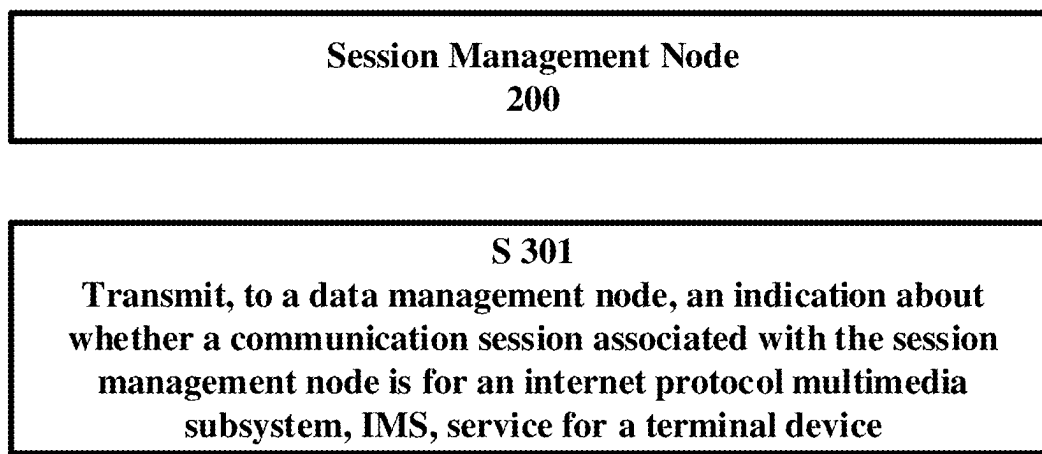 Session Management Node
200
S 301
Transmit, to a data management node, an indication about
whether a communication session associated with the session
management node is for an internet protocol multimedia
subsystem, IMS, service for a terminal device